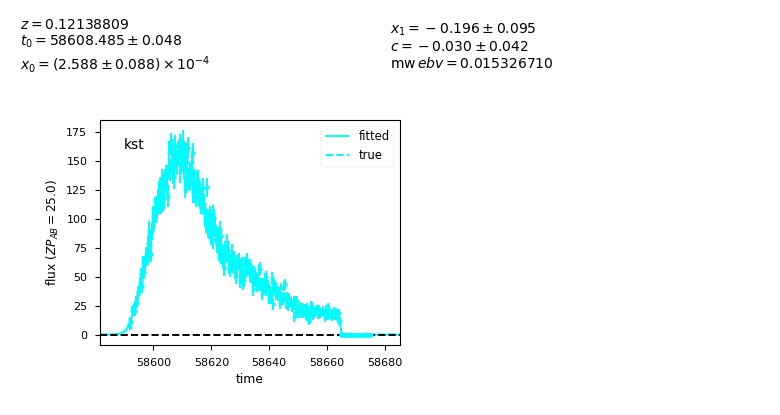 z = 0.12138809
t₀ = 58608.485 ± 0.048
x₀ = (2.588 ± 0.088) × 10⁻⁴
x₁ = −0.196 ± 0.095
c = −0.030 ± 0.042
mw ebv = 0.015326710
kst
fitted
true
175
150
125
100
75
50
25
0
flux (ZP_AB = 25.0)
58600 58620 58640 58660 58680
time